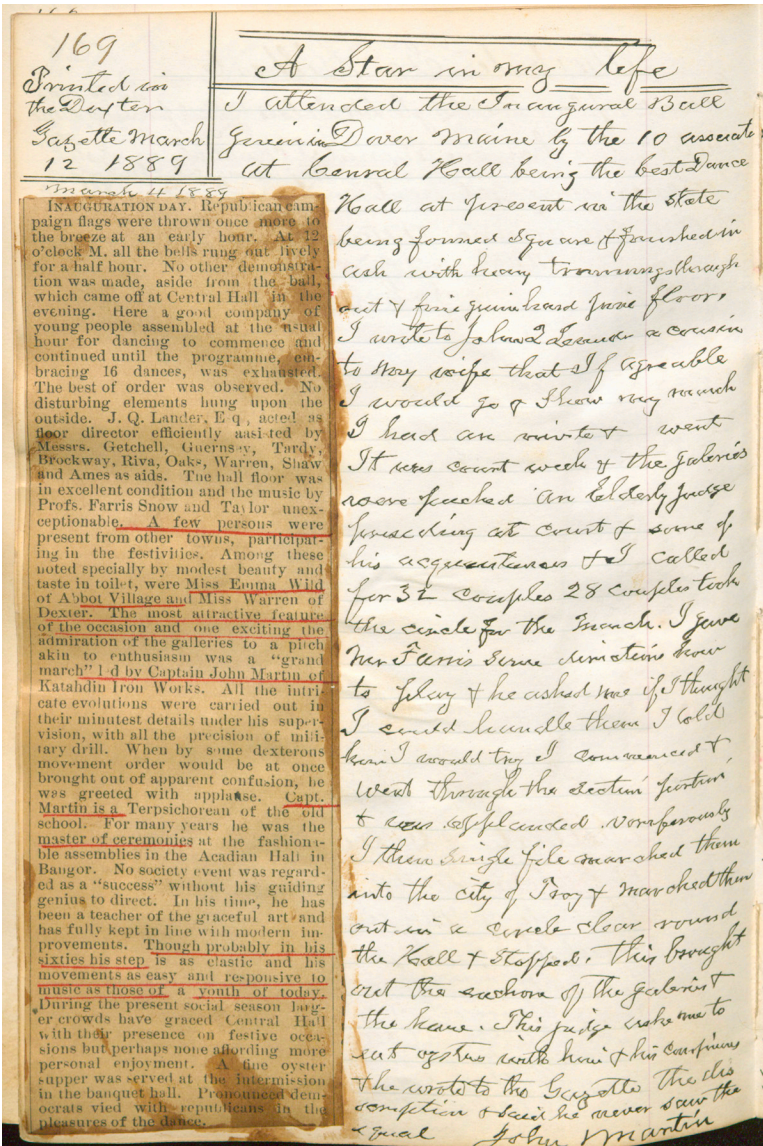 169
Printed in
the Dexter
Gazette March
12 1889
March 4 1889
A Star in my life
I attended the Inaugural Ball
given in Dover Maine by the 10 associate
at Cenral Hall being the best Dance
Hall at present in the State
being formed square & finished in
ash with heavy trimmings through
out & fine hard pine floor.
I wrote to John Q Leander a cousin
to my wife that If agreable
I would go & Show my march
I had an invite & went
It was court week & the galeries
were packed an Elderly judge
presiding at court & some of
his acquentances & I called
for 32 couples 28 couples took
the circle for the March. I gave
Mr Farris Some directions how
to play & he asked me if I thought
I could handle them I told
him I would try I commenced &
went through the
& was applauded voniferously
I then single file marched them
into the city of Troy & marched them
out in a circle clear round
the Hall & Stopped. this brought
out the enchore of the galeries &
the house. This judge aske me to
eat oysters with him & his
& he wrote to the Gazette the dis
scription & said he never saw the
equal John Martin
INAUGURATION DAY. Republican cam-
paign flags were thrown once more to
the breeze at an early hour. At 12
o'clock M. all the bells rung out lively
for a half hour. No other demonstra-
tion was made, aside from the ball,
which came off at Central Hall in the
evening. Here a good company of
young people assembled at the usual
hour for dancing to commence and
continued until the programme, em-
bracing 16 dances, was exhausted.
The best of order was observed. No
disturbing elements hung upon the
outside. J. Q. Lander, E q, acted as
floor director efficiently assisted by
Messrs. Getchell, Guernsey, Tardy,
Brockway, Riva, Oaks, Warren, Shaw
and Ames as aids. The hall floor was
in excellent condition and the music by
Profs. Farris Snow and Taylor unex-
ceptionable. A few persons were
present from other towns, participat-
ing in the festivities. Among these
noted specially by modest beauty and
taste in toilet, were Miss Emma Wild
of Abbot Village and Miss Warren of
Dexter. The most attractive feature
of the occasion and one exciting the
admiration of the galleries to a pitch
akin to enthusiasm was a "grand
march" l d by Captain John Martin of
Katahdin Iron Works. All the intri-
cate evolutions were carried out in
their minutest details under his super-
vision, with all the precision of mili-
tary drill. When by some dexterous
movement order would be at once
brought out of apparent confusion, he
was greeted with applause. Capt.
Martin is a Terpsichorean of the old
school. For many years he was the
master of ceremonies at the fashiona-
ble assemblies in the Acadian Hall in
Bangor. No society event was regard-
ed as a "success" without his guiding
genius to direct. In his time, he has
been a teacher of the graceful art and
has fully kept in line with modern im-
provements. Though probably in his
sixties his step is as elastic and his
movements as easy and responsive to
music as those of a youth of today.
During the present social season larg-
er crowds have graced Central Hall
with their presence on festive occa-
sions but perhaps none affording more
personal enjoyment. A fine oyster
supper was served at the intermission
in the banquet hall. Pronounced dem-
ocrats vied with republicans in the
pleasures of the dance.